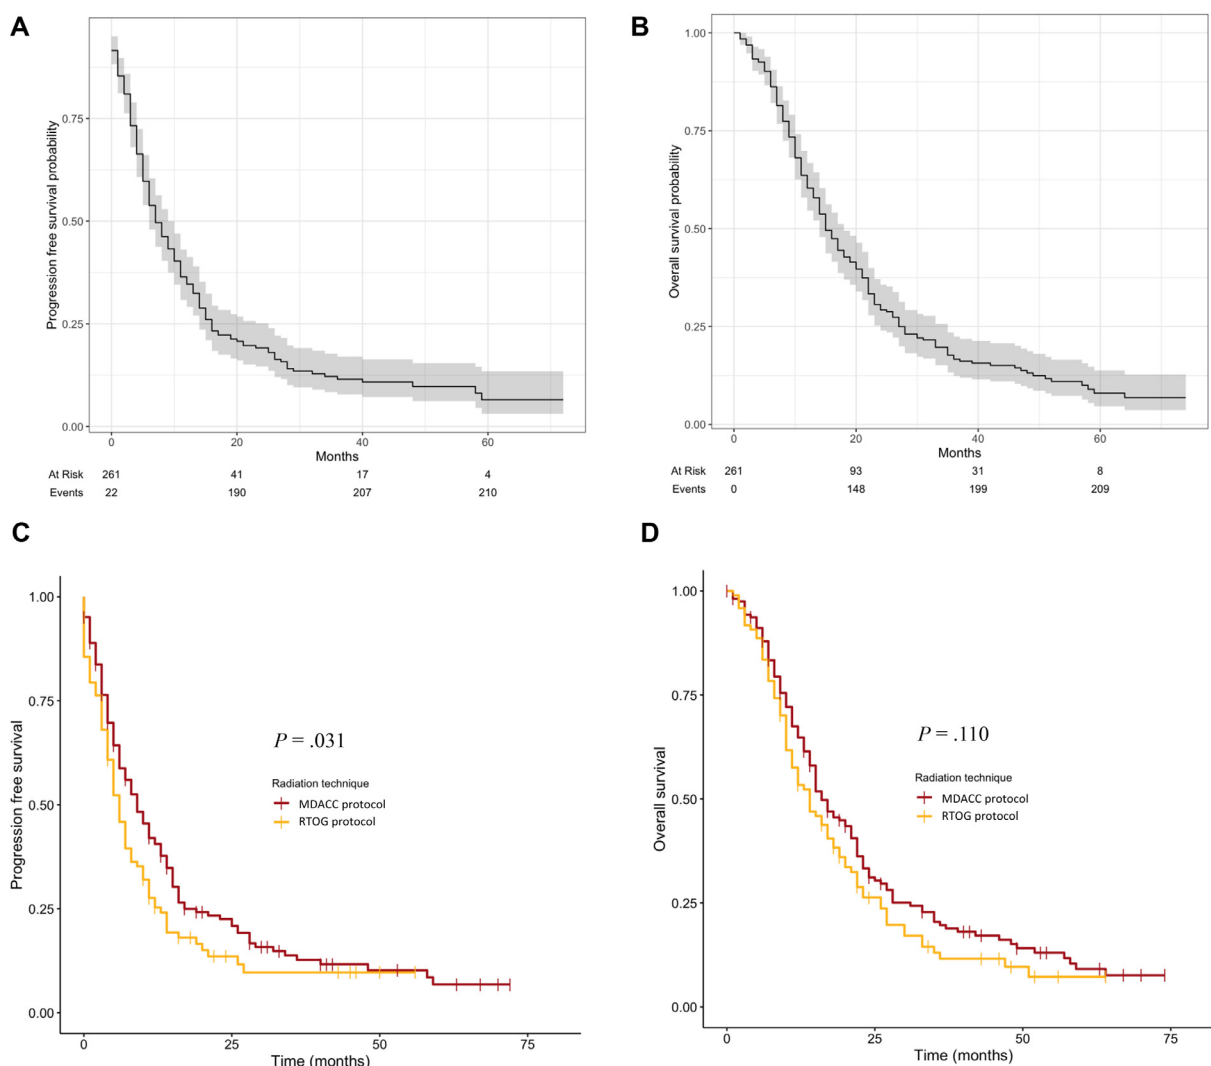 A
Progression free survival probability
0.75
0.50
0.25
0.00
0 20 40 60
Months
At Risk 261 41 17 4
Events 22 190 207 210
B
Overall survival probability
1.00
0.75
0.50
0.25
0.00
0 20 40 60
Months
At Risk 261 93 31 8
Events 0 148 199 209
C
Progression free survival
1.00
0.75
0.50
0.25
0.00
P = .031
Radiation technique
MDACC protocol
RTOG protocol
0 25 50 75
Time (months)
D
Overall survival
1.00
0.75
0.50
0.25
0.00
P = .110
Radiation technique
MDACC protocol
RTOG protocol
0 25 50 75
Time (months)